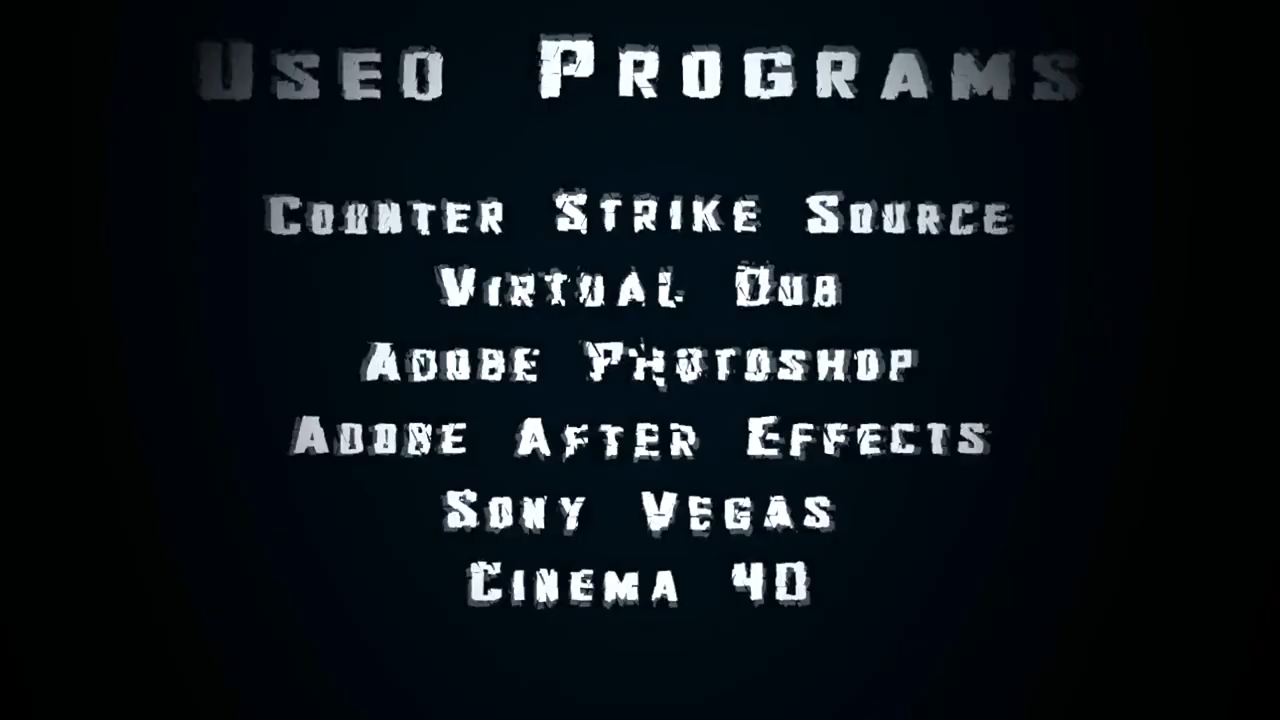 Used Programs
Counter Strike Source
Virtual Dub
Adobe Photoshop
Adobe After Effects
Sony Vegas
Cinema 4D